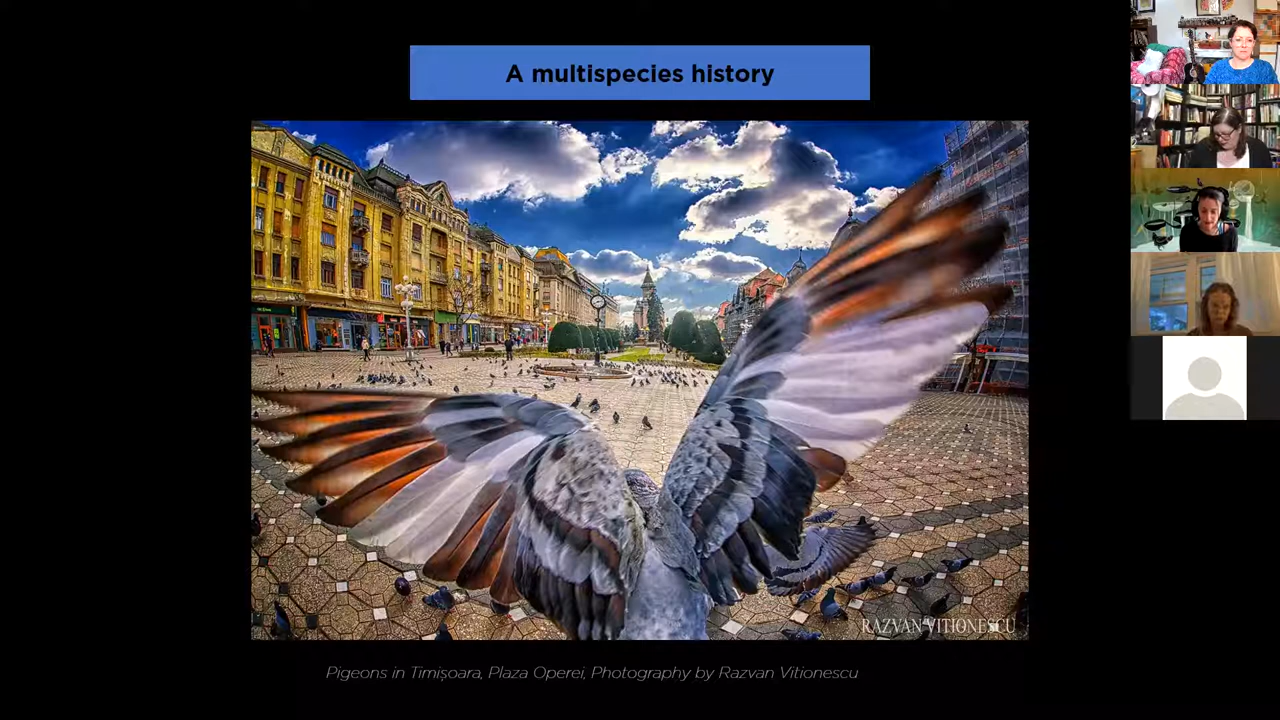 A multispecies history
RAZVAN VITIONESCU
Pigeons in Timișoara, Plaza Operei, Photography by Razvan Vitionescu